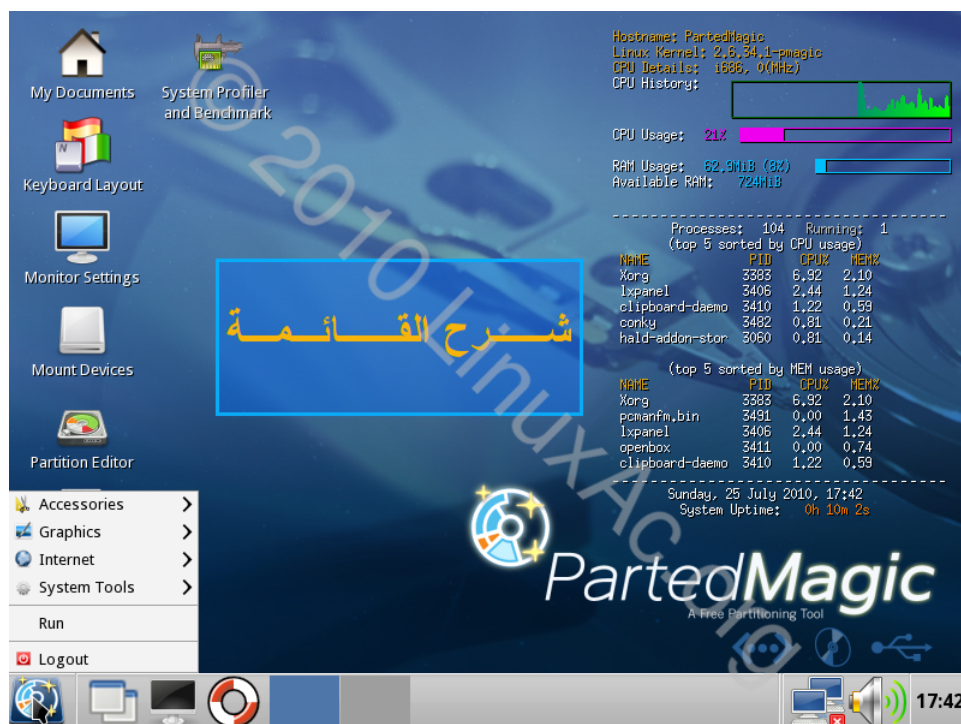 My Documents
System Profiler
and Benchmark
Keyboard Layout
Monitor Settings
Mount Devices
Partition Editor
Accessories
Graphics
Internet
System Tools
Run
Logout
شـــرح القـــائـــمـــة
© 2010 LinuxAc.org
Hostname: PartedMagic
Linux Kernel: 2.6.34.1-pmagic
CPU Details: i686, 0(MHz)
CPU History:
CPU Usage: 21%
RAM Usage: 62.9MiB (8%)
Available RAM: 724MiB
Processes: 104 Running: 1
(top 5 sorted by CPU usage)
NAME PID CPU% MEM%
Xorg 3383 6.92 2.10
lxpanel 3406 2.44 1.24
clipboard-daemo 3410 1.22 0.59
conky 3482 0.81 0.21
hald-addon-stor 3060 0.81 0.14
(top 5 sorted by MEM usage)
NAME PID CPU% MEM%
Xorg 3383 6.92 2.10
pcmanfm.bin 3491 0.00 1.43
lxpanel 3406 2.44 1.24
openbox 3411 0.00 0.74
clipboard-daemo 3410 1.22 0.59
Sunday, 25 July 2010, 17:42
System Uptime: 0h 10m 2s
PartedMagic
A Free Partitioning Tool
17:42